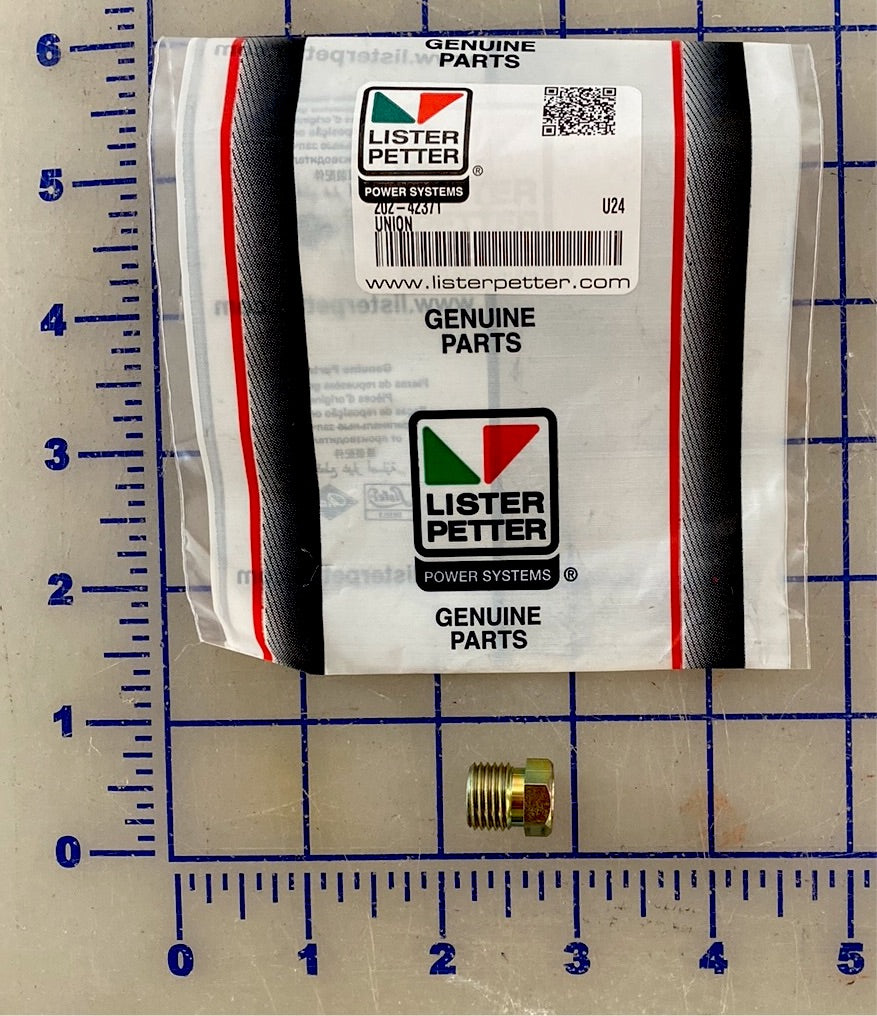 GENUINE
PARTS
LISTER
PETTER
®
POWER SYSTEMS
202-42371 U24
UNION
www.listerpetter.com
GENUINE
PARTS
LISTER
PETTER
POWER SYSTEMS ®
GENUINE
PARTS
6
5
4
3
2
1
0
0 1 2 3 4 5